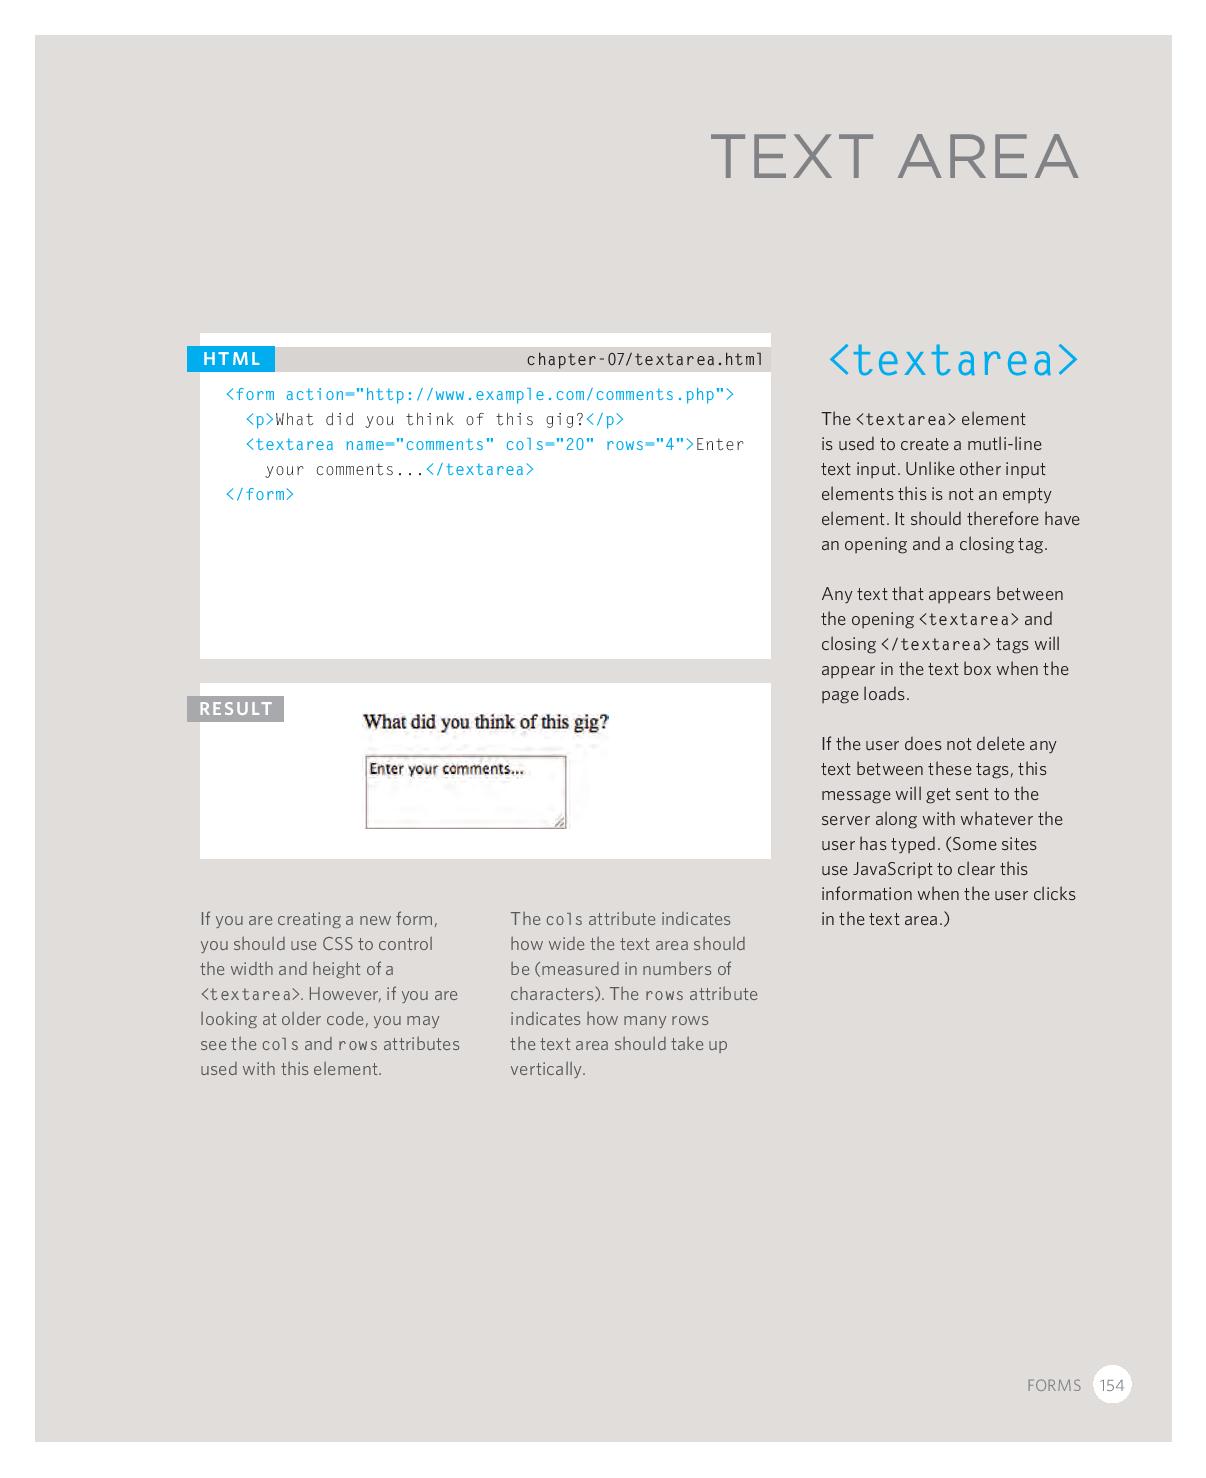 TEXT AREA
HTML
chapter-07/textarea.html
<form action="http://www.example.com/comments.php">
<p>What did you think of this gig?</p>
<textarea name="comments" cols="20" rows="4">Enter
your comments...</textarea>
</form>
RESULT
What did you think of this gig?
Enter your comments...
If you are creating a new form,
you should use CSS to control
the width and height of a
<textarea>. However, if you are
looking at older code, you may
see the cols and rows attributes
used with this element.
The cols attribute indicates
how wide the text area should
be (measured in numbers of
characters). The rows attribute
indicates how many rows
the text area should take up
vertically.
<textarea>
The <textarea> element
is used to create a mutli-line
text input. Unlike other input
elements this is not an empty
element. It should therefore have
an opening and a closing tag.
Any text that appears between
the opening <textarea> and
closing </textarea> tags will
appear in the text box when the
page loads.
If the user does not delete any
text between these tags, this
message will get sent to the
server along with whatever the
user has typed. (Some sites
use JavaScript to clear this
information when the user clicks
in the text area.)
FORMS 154